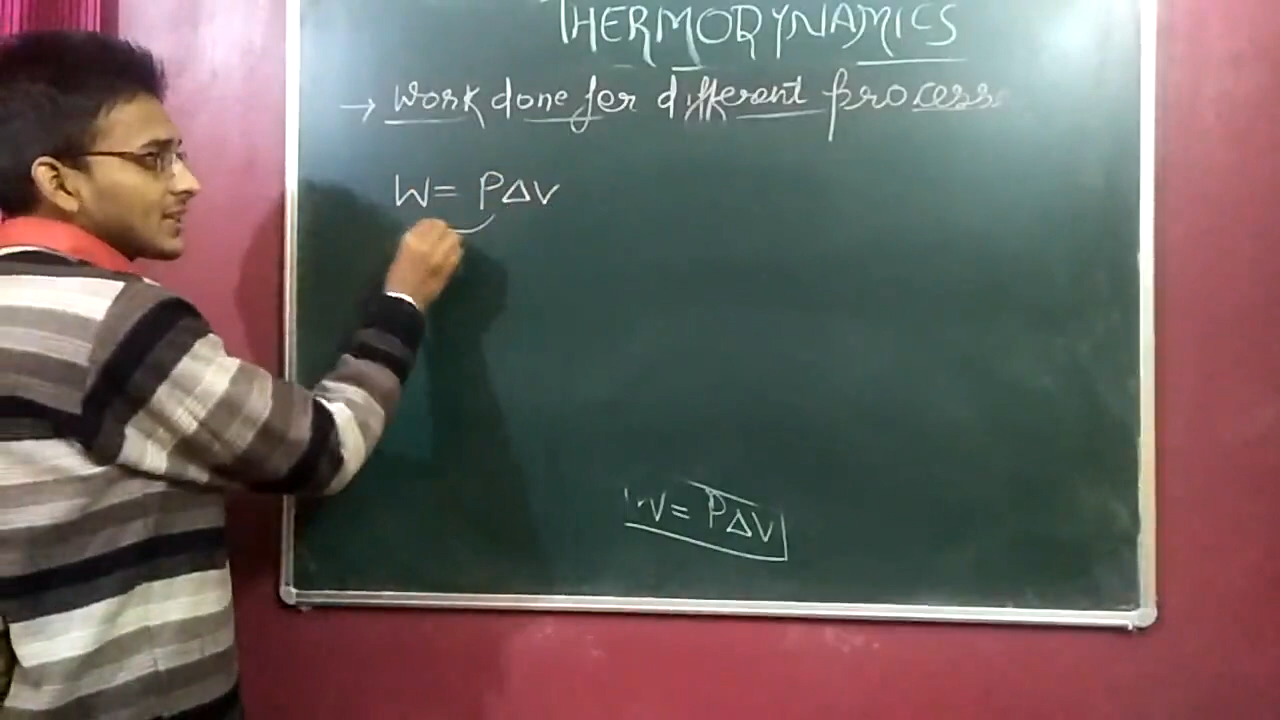 THERMODYNAMICS
→ Work done for different process
W = PΔV
W = PΔV